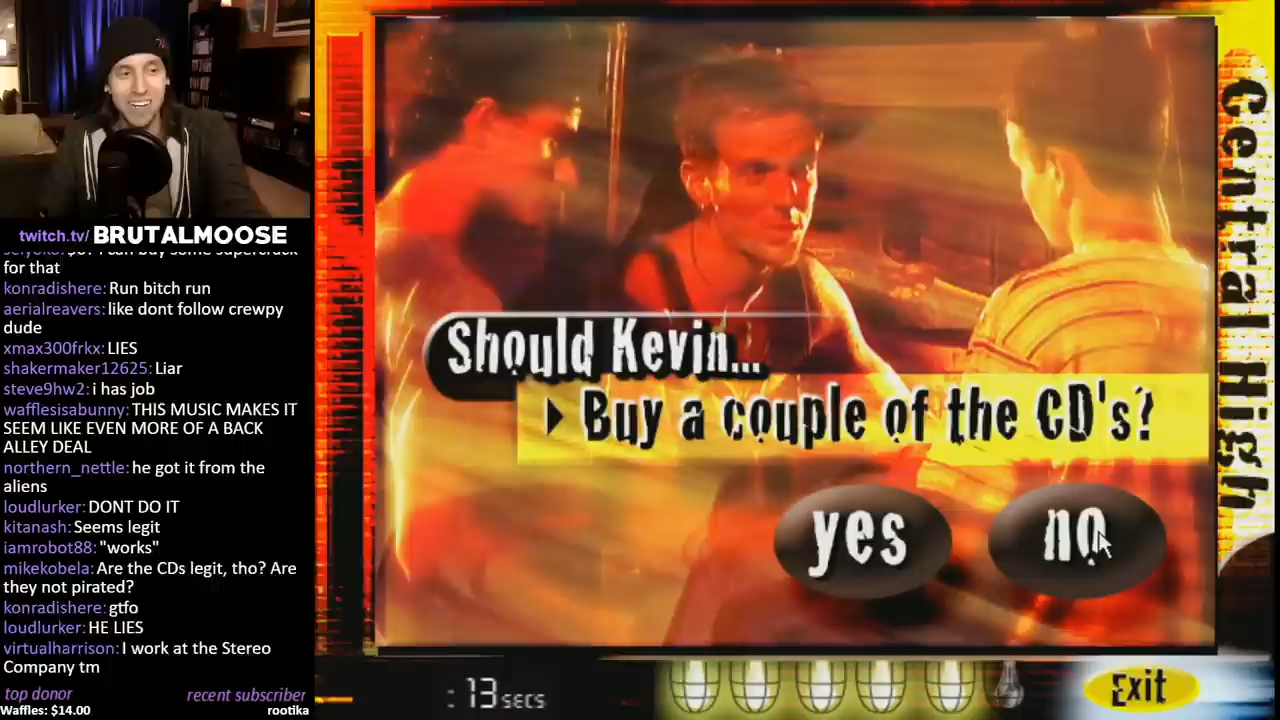 twitch.tv/ BRUTALMOOSE
for that
konradishere: Run bitch run
aerialreavers: like dont follow crewpy
dude
xmax300frkx: LIES
shakermaker12625: Liar
steve9hw2: i has job
wafflesisabunny: THIS MUSIC MAKES IT
SEEM LIKE EVEN MORE OF A BACK
ALLEY DEAL
northern_nettle: he got it from the
aliens
loudlurker: DONT DO IT
kitanash: Seems legit
iamrobot88: "works"
mikekobela: Are the CDs legit, tho? Are
they not pirated?
konradishere: gtfo
loudlurker: HE LIES
virtualharrison: I work at the Stereo
Company tm
top donor
Waffles: $14.00
recent subscriber
rootika
Should Kevin...
Buy a couple of the CD's?
yes
no
: 13 SECS
Exit
Central High